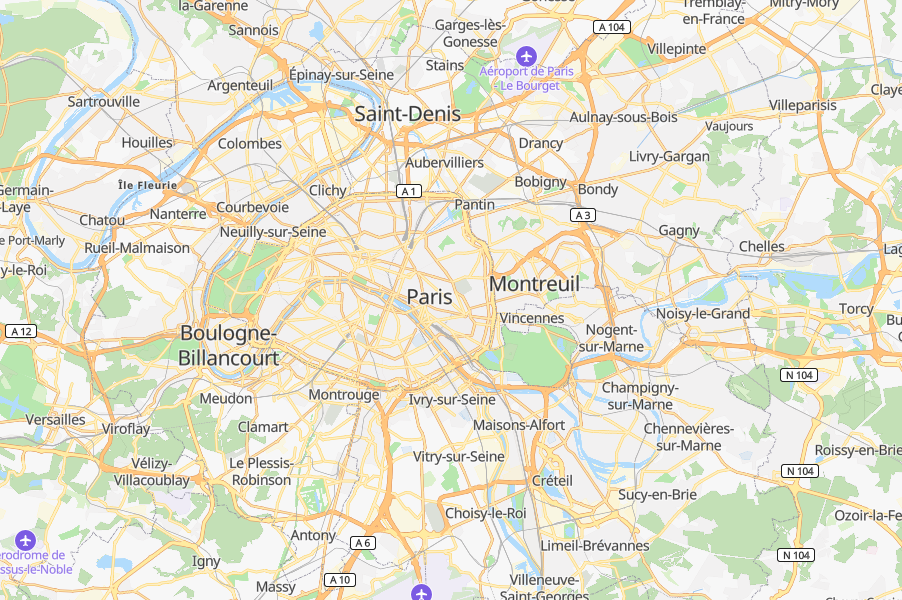 la-Garenne
Sannois
Garges-lès-
Gonesse
A 104
Tremblay-
en-France
Mitry-Mory
Villepinte
Stains
Aéroport de Paris
Le Bourget
Épinay-sur-Seine
Argenteuil
Sartrouville
Saint-Denis
Villeparisis
Aulnay-sous-Bois
Vaujours
Houilles
Colombes
Drancy
Aubervilliers
Livry-Gargan
Île Fleurie
Clichy
A 1
Bobigny
Bondy
Germain-
-Laye
Chatou
Nanterre
Courbevoie
Pantin
A 3
Neuilly-sur-Seine
Gagny
Port-Marly
Rueil-Malmaison
Chelles
y-le-Roi
Montreuil
Paris
A 12
Boulogne-
Billancourt
Vincennes
Noisy-le-Grand
Torcy
Nogent-
sur-Marne
N 104
Meudon
Montrouge
Ivry-sur-Seine
Champigny-
sur-Marne
Versailles
Viroflay
Clamart
Maisons-Alfort
Chennevières-
sur-Marne
Vélizy-
Villacoublay
Le Plessis-
Robinson
Vitry-sur-Seine
Roissy-en-Brie
N 104
Créteil
Sucy-en-Brie
Choisy-le-Roi
Ozoir-la-Fe
Antony
A 6
Limeil-Brévannes
N 104
érodrome de
ssus-le-Noble
Igny
Massy
A 10
Villeneuve-
Saint-Georges